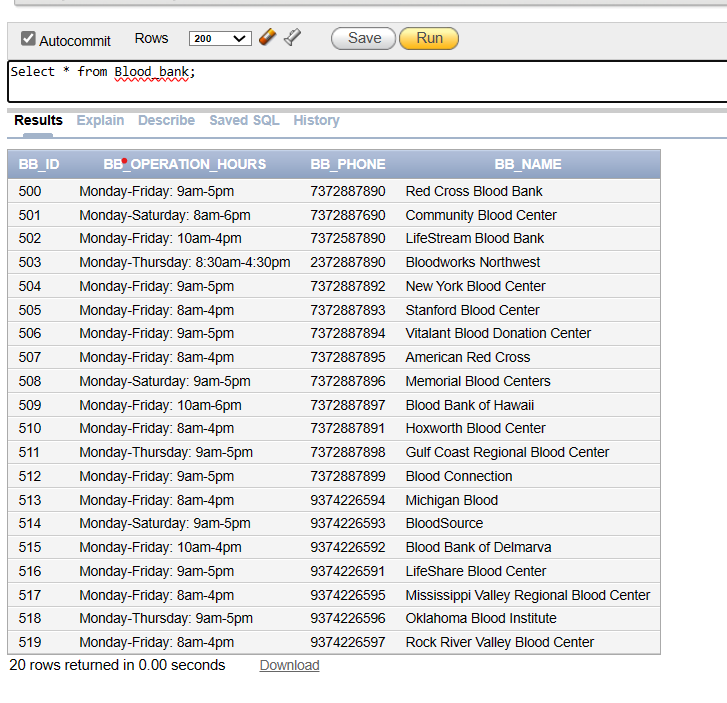 Autocommit Rows 200 Save Run
Select * from Blood_bank;
Results Explain Describe Saved SQL History
BB_ID BB_OPERATION_HOURS BB_PHONE BB_NAME
500 Monday-Friday: 9am-5pm 7372887890 Red Cross Blood Bank
501 Monday-Saturday: 8am-6pm 7372887690 Community Blood Center
502 Monday-Friday: 10am-4pm 7372587890 LifeStream Blood Bank
503 Monday-Thursday: 8:30am-4:30pm 2372887890 Bloodworks Northwest
504 Monday-Friday: 9am-5pm 7372887892 New York Blood Center
505 Monday-Friday: 8am-4pm 7372887893 Stanford Blood Center
506 Monday-Friday: 9am-5pm 7372887894 Vitalant Blood Donation Center
507 Monday-Friday: 8am-4pm 7372887895 American Red Cross
508 Monday-Saturday: 9am-5pm 7372887896 Memorial Blood Centers
509 Monday-Friday: 10am-6pm 7372887897 Blood Bank of Hawaii
510 Monday-Friday: 8am-4pm 7372887891 Hoxworth Blood Center
511 Monday-Thursday: 9am-5pm 7372887898 Gulf Coast Regional Blood Center
512 Monday-Friday: 9am-5pm 7372887899 Blood Connection
513 Monday-Friday: 8am-4pm 9374226594 Michigan Blood
514 Monday-Saturday: 9am-5pm 9374226593 BloodSource
515 Monday-Friday: 10am-4pm 9374226592 Blood Bank of Delmarva
516 Monday-Friday: 9am-5pm 9374226591 LifeShare Blood Center
517 Monday-Friday: 8am-4pm 9374226595 Mississippi Valley Regional Blood Center
518 Monday-Thursday: 9am-5pm 9374226596 Oklahoma Blood Institute
519 Monday-Friday: 8am-4pm 9374226597 Rock River Valley Blood Center
20 rows returned in 0.00 seconds Download